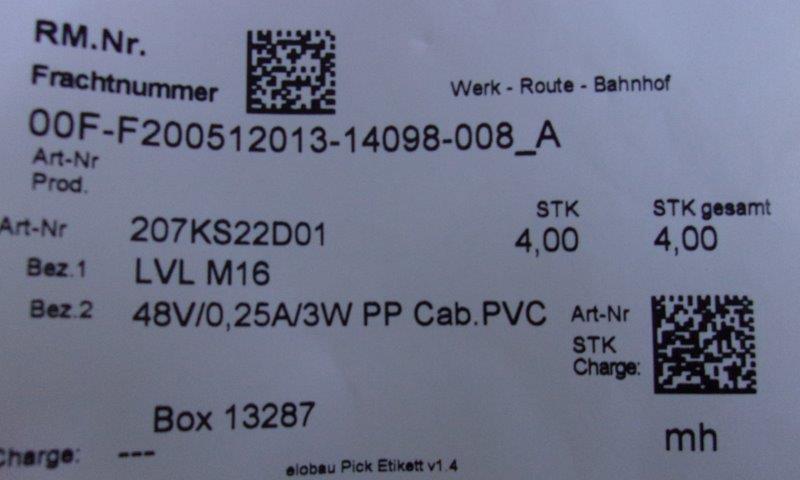 RM.Nr.
Frachtnummer
Werk - Route - Bahnhof
00F-F200512013-14098-008_A
Art-Nr
Prod.
STK STK gesamt
Art-Nr 207KS22D01 4,00 4,00
Bez.1 LVL M16
Bez.2 48V/0,25A/3W PP Cab.PVC
Art-Nr
STK
Charge:
Box 13287
mh
Charge: ---
elobau Pick Etikett v1.4